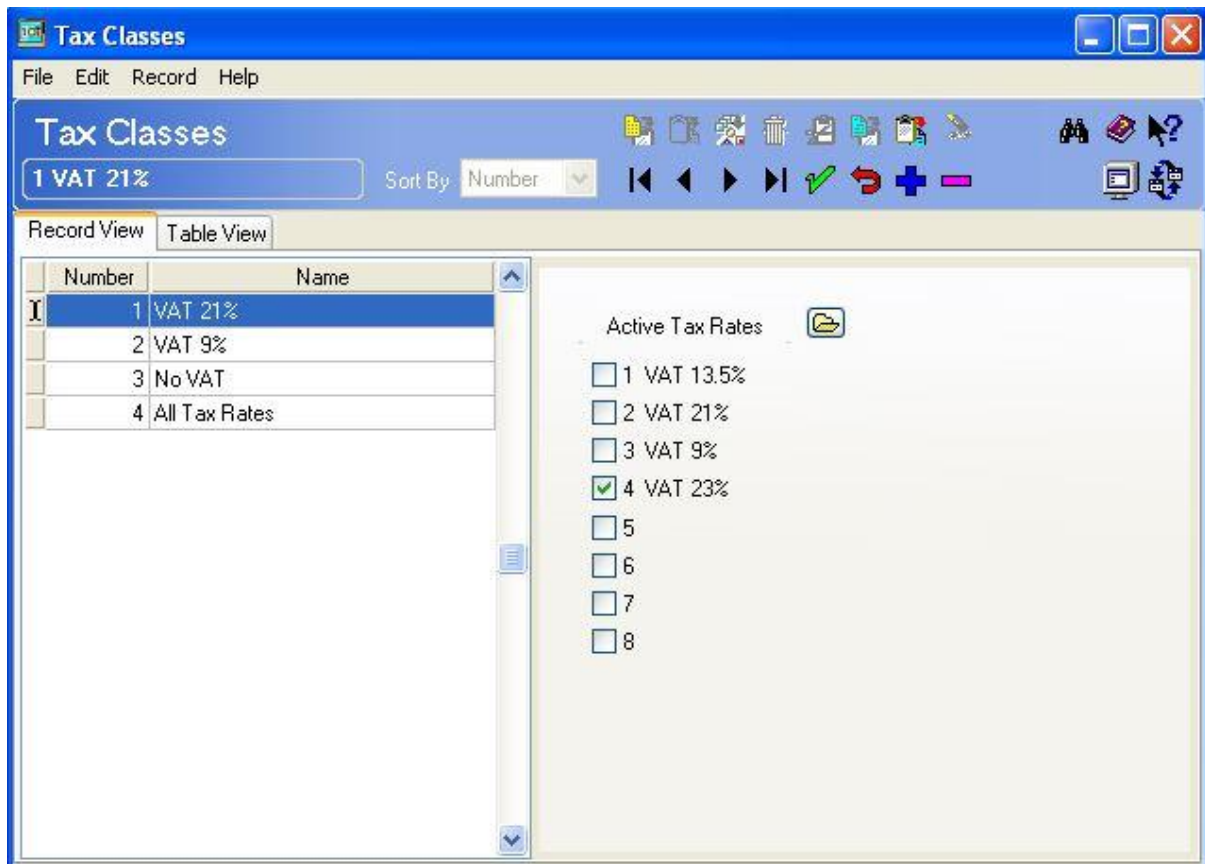 Tax Classes
File Edit Record Help
Tax Classes
1 VAT 21%
Sort By Number
Record View Table View
Number Name
1 VAT 21%
2 VAT 9%
3 No VAT
4 All Tax Rates
Active Tax Rates
1 VAT 13.5%
2 VAT 21%
3 VAT 9%
4 VAT 23%
5
6
7
8